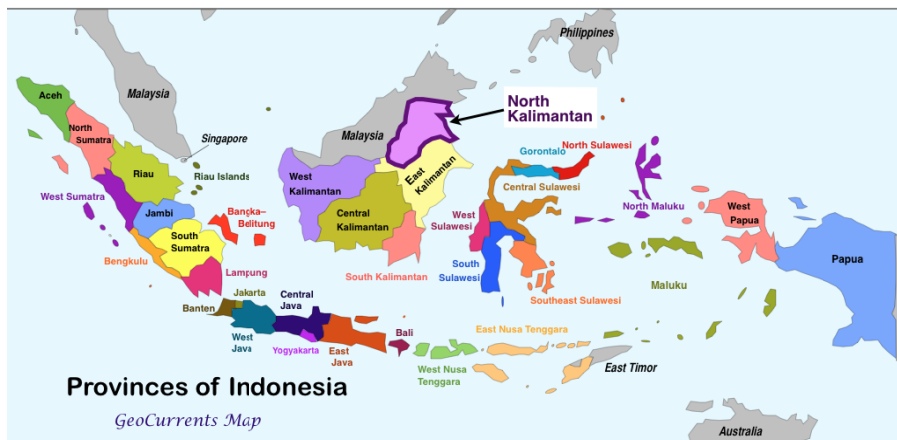 Philippines
Aceh
Malaysia
North
Sumatra
North
Kalimantan
Singapore
Malaysia
Gorontalo
North Sulawesi
Riau
Riau Islands
West
Kalimantan
East
Kalimantan
Central Sulawesi
West Sumatra
Jambi
Bangka–
Belitung
Central
Kalimantan
West
Sulawesi
North Maluku
West
Papua
South
Sumatra
Bengkulu
Lampung
South Kalimantan
South
Sulawesi
Papua
Maluku
Southeast Sulawesi
Jakarta
Banten
Central
Java
West
Java
Yogyakarta
East
Java
Bali
East Nusa Tenggara
West Nusa
Tenggara
East Timor
Provinces of Indonesia
GeoCurrents Map
Australia